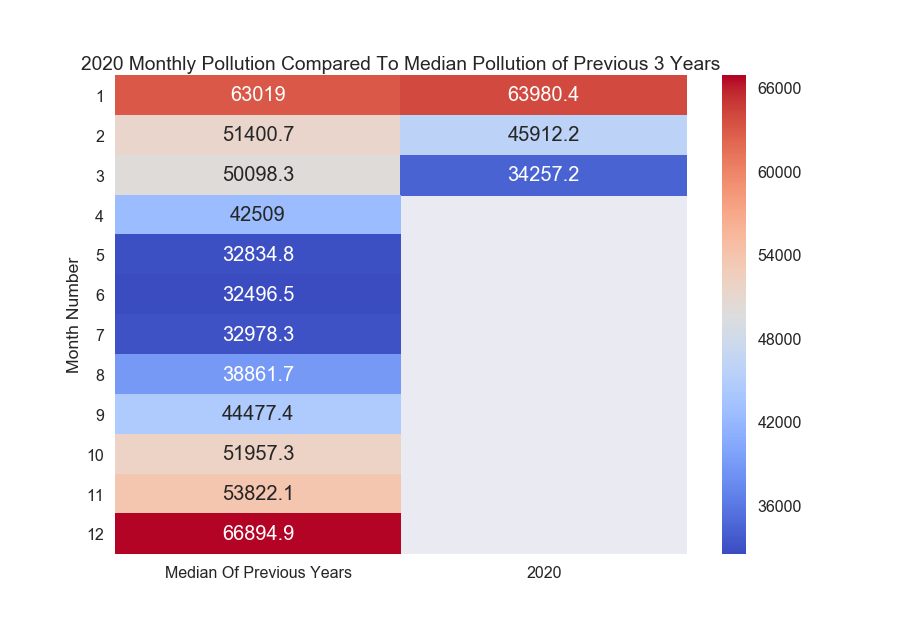 2020 Monthly Pollution Compared To Median Pollution of Previous 3 Years
Month Number
1 63019 63980.4
2 51400.7 45912.2
3 50098.3 34257.2
4 42509
5 32834.8
6 32496.5
7 32978.3
8 38861.7
9 44477.4
10 51957.3
11 53822.1
12 66894.9
Median Of Previous Years 2020
66000
60000
54000
48000
42000
36000